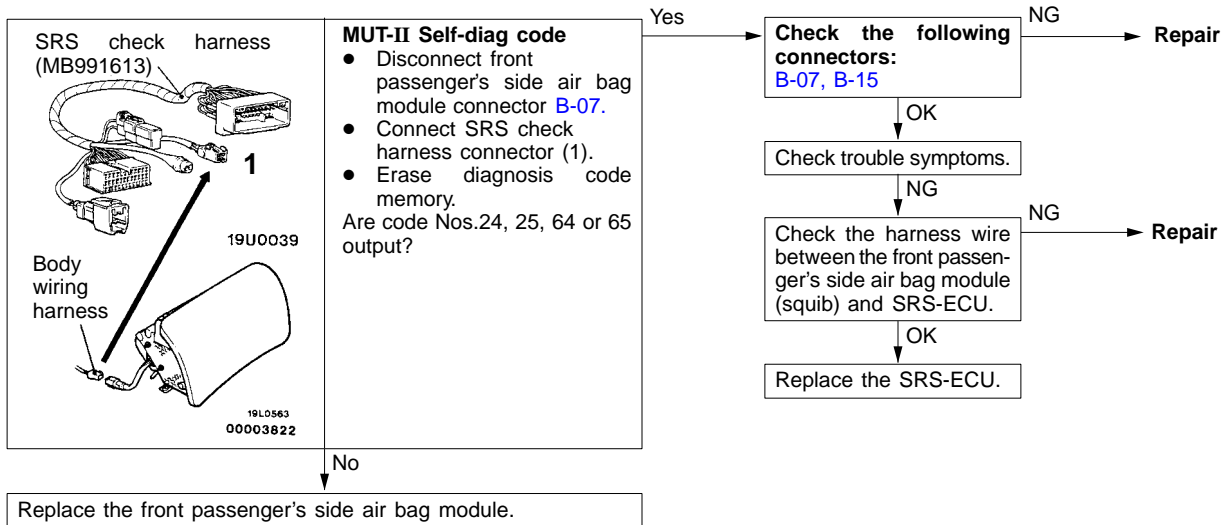 SRS check harness
(MB991613)
1
19U0039
Body
wiring
harness
19L0563
00003822
MUT-II Self-diag code
● Disconnect front
passenger's side air bag
module connector B-07.
● Connect SRS check
harness connector (1).
● Erase diagnosis code
memory.
Are code Nos.24, 25, 64 or 65
output?
Yes
Check the following
connectors:
B-07, B-15
NG
Repair
OK
Check trouble symptoms.
NG
Check the harness wire
between the front passen-
ger's side air bag module
(squib) and SRS-ECU.
NG
Repair
OK
Replace the SRS-ECU.
No
Replace the front passenger's side air bag module.